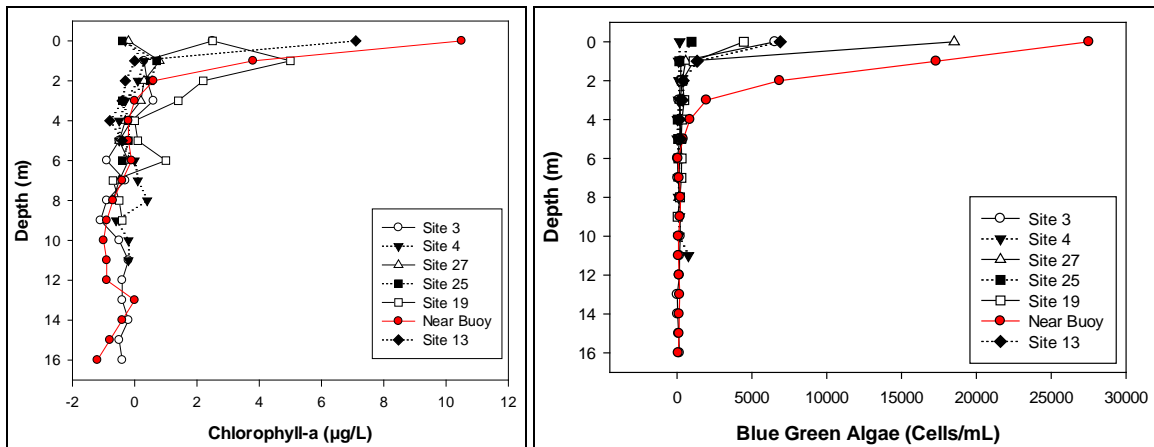 0
2
4
6
8
10
12
14
16
Depth (m)
-2 0 2 4 6 8 10 12
Chlorophyll-a (µg/L)
Site 3
Site 4
Site 27
Site 25
Site 19
Near Buoy
Site 13
0
2
4
6
8
10
12
14
16
Depth (m)
0 5000 10000 15000 20000 25000 30000
Blue Green Algae (Cells/mL)
Site 3
Site 4
Site 27
Site 25
Site 19
Near Buoy
Site 13